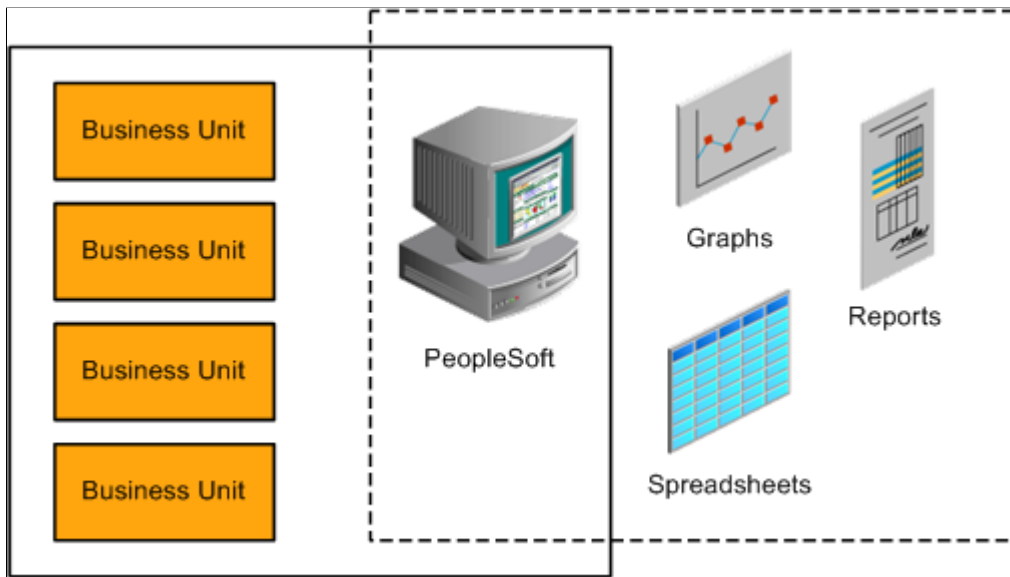 Business Unit
Business Unit
Business Unit
Business Unit
PeopleSoft
Graphs
Reports
Spreadsheets